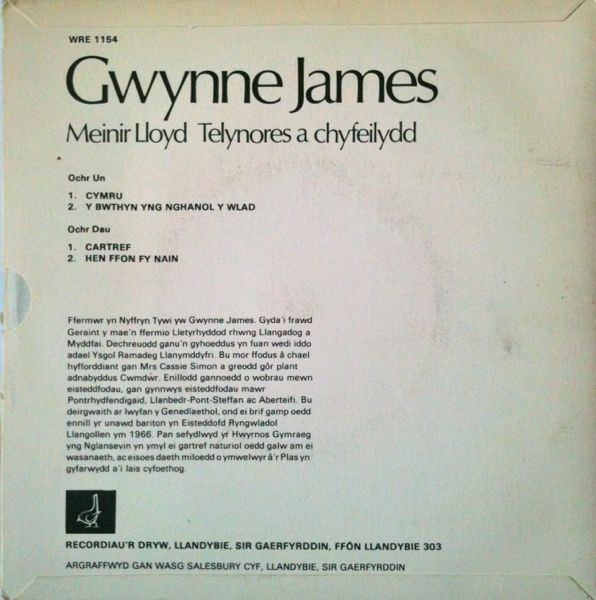 WRE 1154
Gwynne James
Meinir Lloyd Telynores a chyfeilydd
Ochr Un
1. CYMRU
2. Y BWTHYN YNG NGHANOL Y WLAD
Ochr Dau
1. CARTREF
2. HEN FFON FY NAIN
Ffermwr yn Nyffryn Tywi yw Gwynne James. Gyda'i frawd
Geraint y mae'n ffermio Lletyrhyddod rhwng Llangadog a
Myddfai. Dechreuodd ganu'n gyhoeddus yn fuan wedi iddo
adael Ysgol Ramadeg Llanymddyfri. Bu mor ffodus â chael
hyfforddiant gan Mrs Cassie Simon a greodd gôr plant
adnabyddus Cwmdŵr. Enillodd gannoedd o wobrau mewn
eisteddfodau, gan gynnwys eisteddfodau mawr
Pontrhydfendigaid, Llanbedr-Pont-Steffan ac Aberteifi. Bu
deirgwaith ar lwyfan y Genedlaethol, ond ei brif gamp oedd
ennill yr unawd bariton yn Eisteddofd Ryngwladol
Llangollen ym 1966. Pan sefydlwyd yr Hwyrnos Gymraeg
yng Nglansevin yn ymyl ei gartref naturiol oedd galw am ei
wasanaeth, ac eisoes daeth miloedd o ymwelwyr â'r Plas yn
gyfarwydd a'i lais cyfoethog.
RECORDIAU'R DRYW, LLANDYBIE, SIR GAERFYRDDIN, FFÔN LLANDYBIE 303
ARGRAFFWYD GAN WASG SALESBURY CYF, LLANDYBIE, SIR GAERFYRDDIN